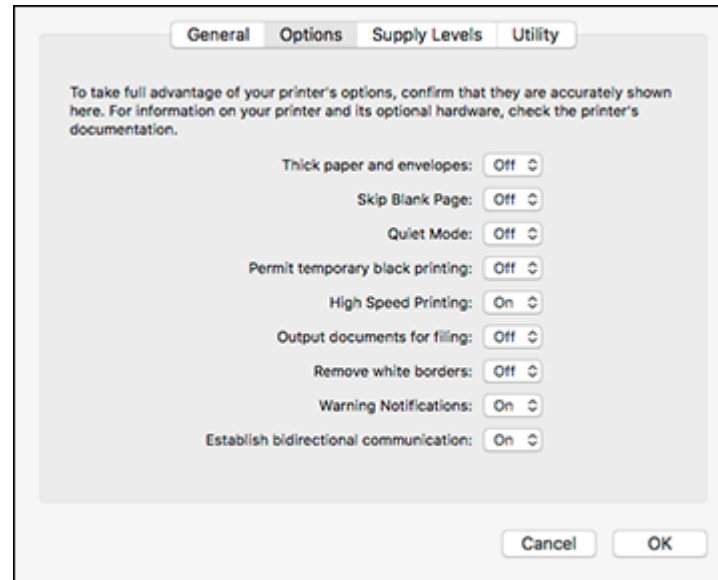 General Options Supply Levels Utility
To take full advantage of your printer's options, confirm that they are accurately shown
here. For information on your printer and its optional hardware, check the printer's
documentation.
Thick paper and envelopes: Off
Skip Blank Page: Off
Quiet Mode: Off
Permit temporary black printing: Off
High Speed Printing: On
Output documents for filing: Off
Remove white borders: Off
Warning Notifications: On
Establish bidirectional communication: On
Cancel OK